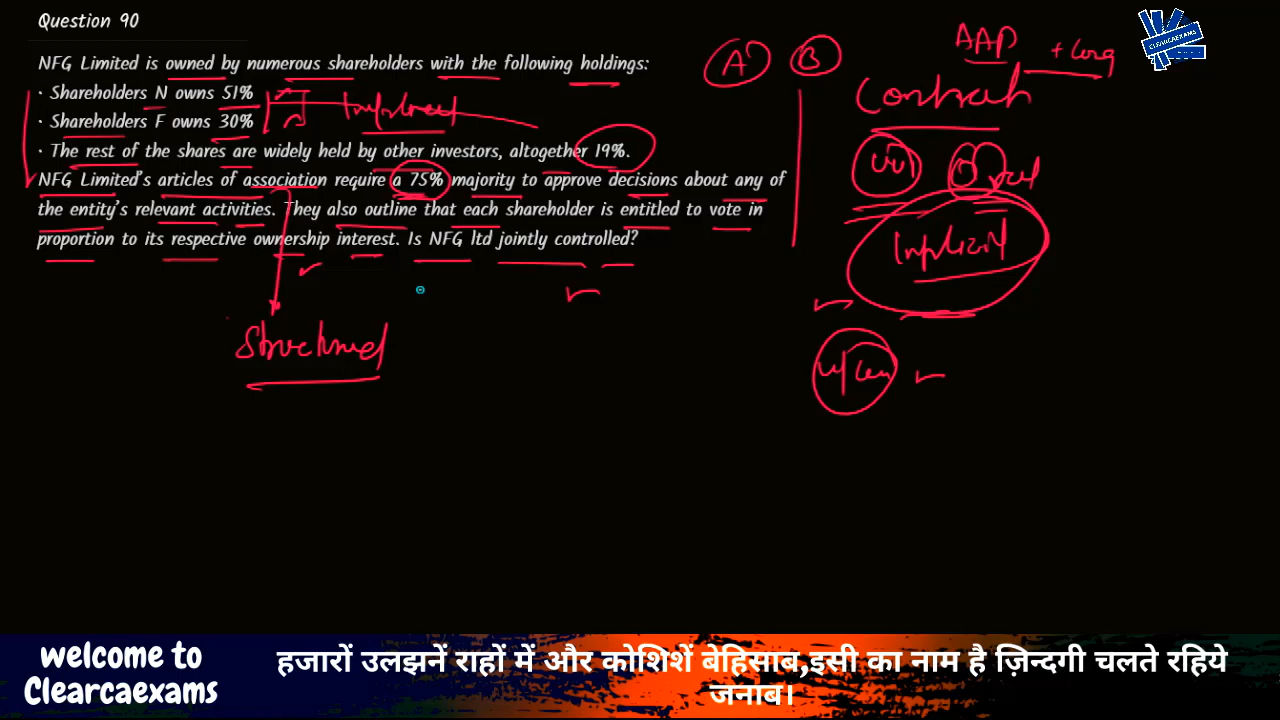 Question 90
NFG Limited is owned by numerous shareholders with the following holdings:
· Shareholders N owns 51%
· Shareholders F owns 30%
· The rest of the shares are widely held by other investors, altogether 19%.
NFG Limited's articles of association require a 75% majority to approve decisions about any of
the entity's relevant activities. They also outline that each shareholder is entitled to vote in
proportion to its respective ownership interest. Is NFG ltd jointly controlled?
A B
AAP + Cong
Contract
Oral
Implicit
Structured
CLEARCAEXAMS
welcome to
Clearcaexams
हजारों उलझनें राहों में और कोशिशें बेहिसाब,इसी का नाम है ज़िन्दगी चलते रहिये
जनाब।